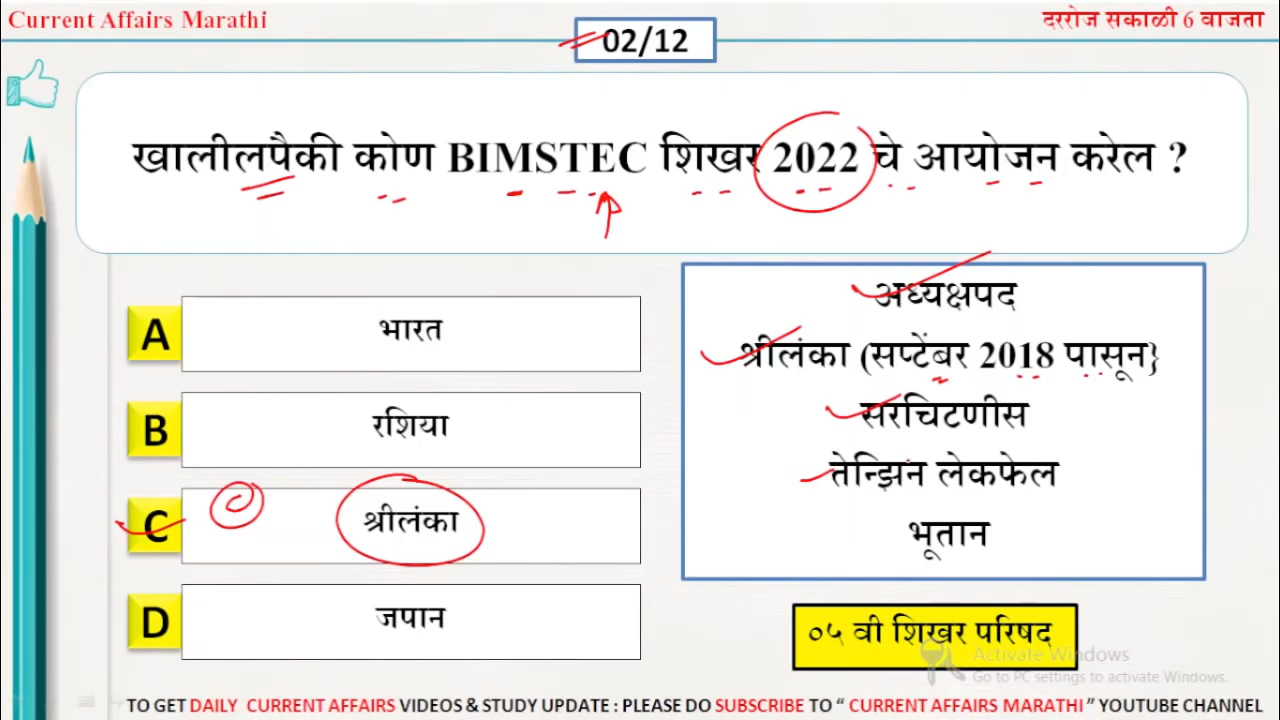 Current Affairs Marathi
दररोज सकाळी 6 वाजता
02/12
खालीलपैकी कोण BIMSTEC शिखर 2022 चे आयोजन करेल ?
A
भारत
B
रशिया
C
श्रीलंका
D
जपान
अध्यक्षपद
श्रीलंका (सप्टेंबर 2018 पासून}
सरचिटणीस
तेन्झिन लेकफेल
भूतान
०५ वी शिखर परिषद
Activate Windows
Go to PC settings to activate Windows.
TO GET DAILY CURRENT AFFAIRS VIDEOS & STUDY UPDATE : PLEASE DO SUBSCRIBE TO “ CURRENT AFFAIRS MARATHI ” YOUTUBE CHANNEL